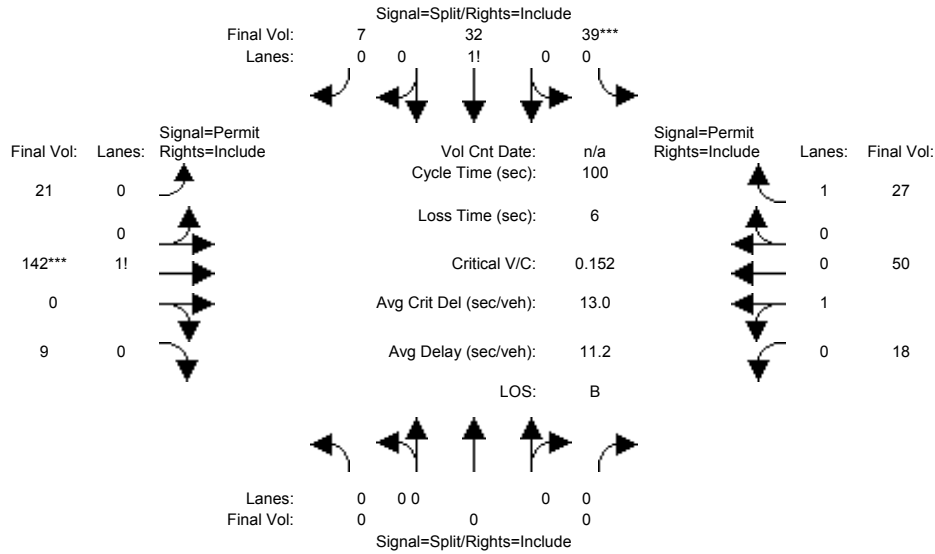 Signal=Split/Rights=Include
Final Vol: 7 32 39***
Lanes: 0 0 1! 0 0
Signal=Permit
Final Vol: Lanes: Rights=Include
Vol Cnt Date: n/a
Signal=Permit
Rights=Include Lanes: Final Vol:
Cycle Time (sec): 100
21 0
1 27
Loss Time (sec): 6
0
0
142*** 1!
Critical V/C: 0.152
0 50
0
Avg Crit Del (sec/veh): 13.0
1
9 0
Avg Delay (sec/veh): 11.2
0 18
LOS: B
Lanes: 0 0 0 0 0
Final Vol: 0 0 0
Signal=Split/Rights=Include